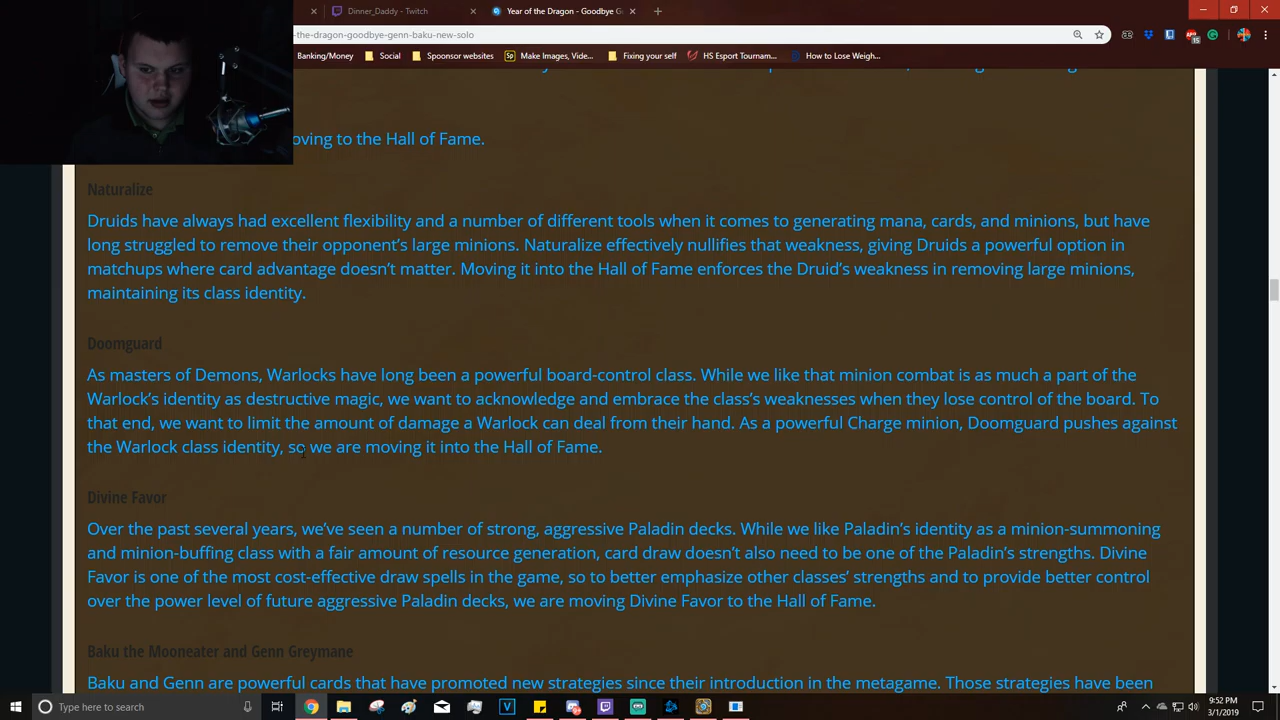 Dinner_Daddy - Twitch
Year of the Dragon - Goodbye G
-the-dragon-goodbye-genn-baku-new-solo
Banking/Money
Social
Spoonsor websites
Make Images, Vide...
Fixing your self
HS Esport Tournam...
How to Lose Weigh...
oving to the Hall of Fame.
Naturalize
Druids have always had excellent flexibility and a number of different tools when it comes to generating mana, cards, and minions, but have
long struggled to remove their opponent's large minions. Naturalize effectively nullifies that weakness, giving Druids a powerful option in
matchups where card advantage doesn't matter. Moving it into the Hall of Fame enforces the Druid's weakness in removing large minions,
maintaining its class identity.
Doomguard
As masters of Demons, Warlocks have long been a powerful board-control class. While we like that minion combat is as much a part of the
Warlock's identity as destructive magic, we want to acknowledge and embrace the class's weaknesses when they lose control of the board. To
that end, we want to limit the amount of damage a Warlock can deal from their hand. As a powerful Charge minion, Doomguard pushes against
the Warlock class identity, so we are moving it into the Hall of Fame.
Divine Favor
Over the past several years, we've seen a number of strong, aggressive Paladin decks. While we like Paladin's identity as a minion-summoning
and minion-buffing class with a fair amount of resource generation, card draw doesn't also need to be one of the Paladin's strengths. Divine
Favor is one of the most cost-effective draw spells in the game, so to better emphasize other classes' strengths and to provide better control
over the power level of future aggressive Paladin decks, we are moving Divine Favor to the Hall of Fame.
Baku the Mooneater and Genn Greymane
Baku and Genn are powerful cards that have promoted new strategies since their introduction in the metagame. Those strategies have been
Type here to search
9:52 PM
3/1/2019